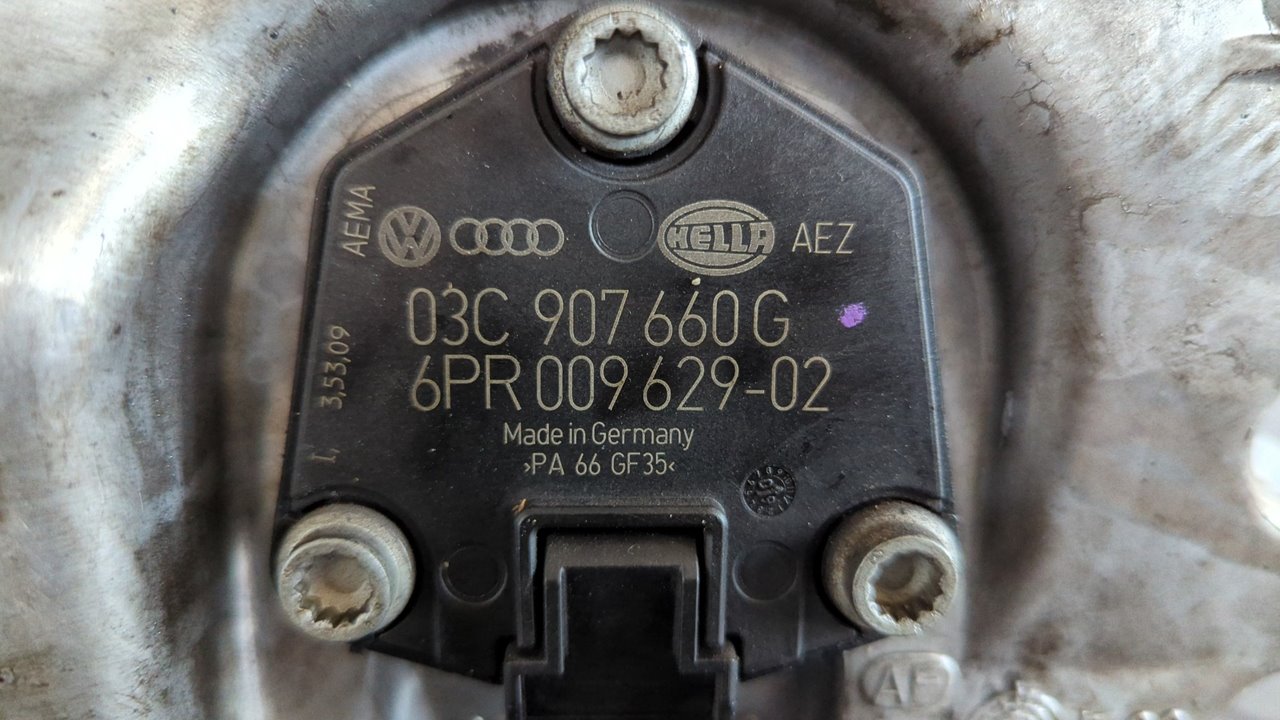 AEMA
HELLA AEZ
03C 907 660 G
6PR 009 629-02
3,53,09
I,
Made in Germany
›PA 66 GF35‹
AF